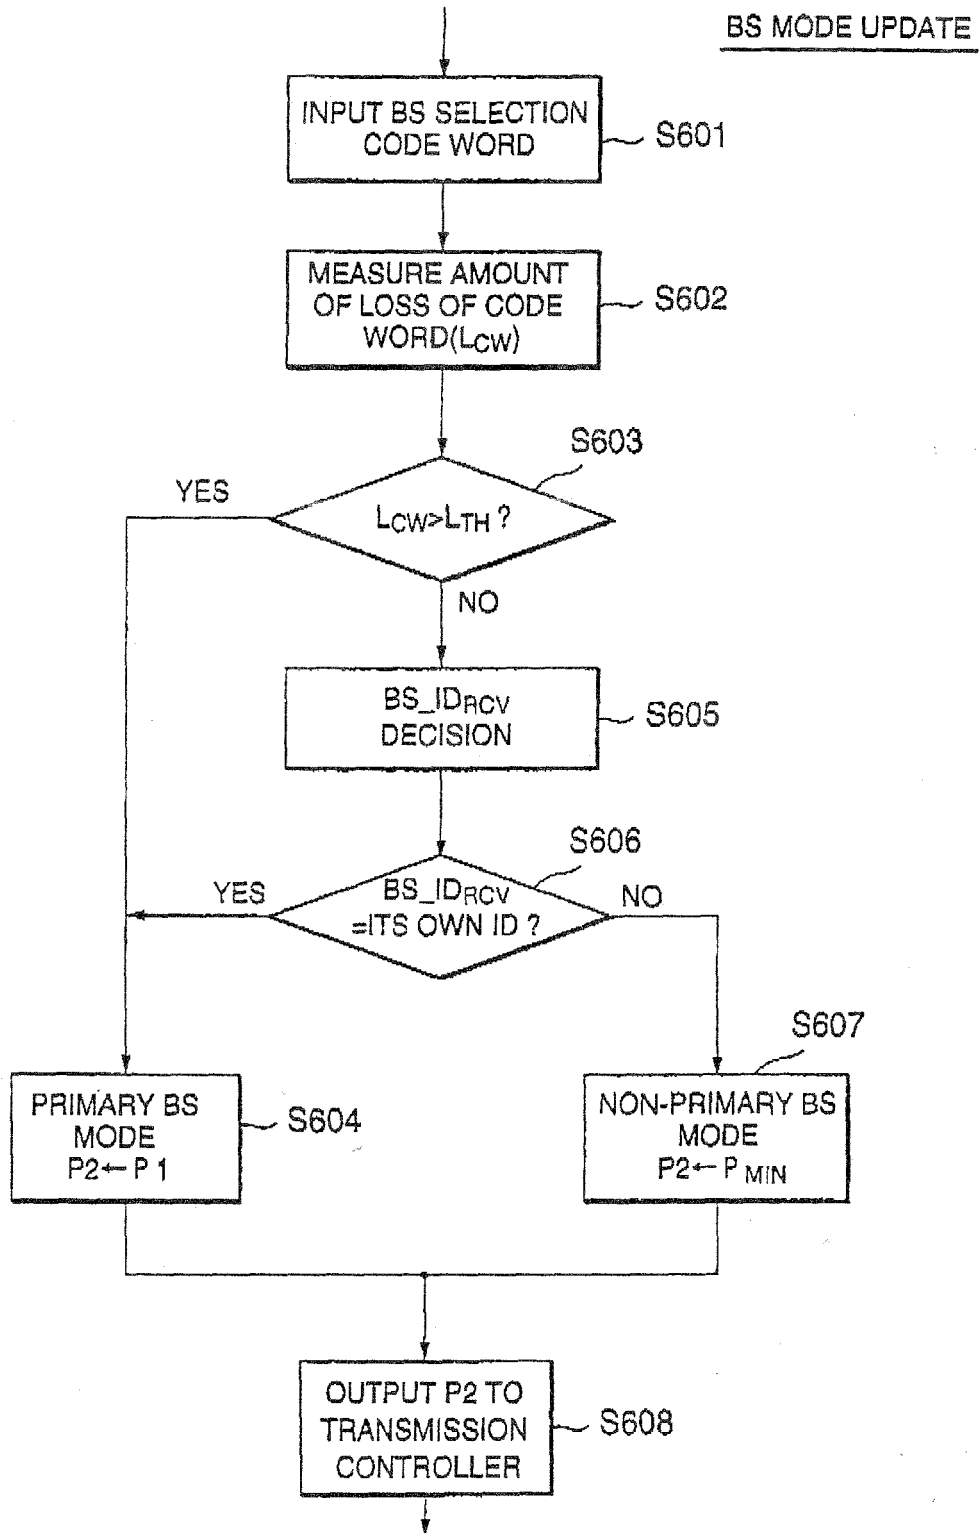 BS MODE UPDATE
INPUT BS SELECTION
CODE WORD
S601
MEASURE AMOUNT
OF LOSS OF CODE
WORD(LCW)
S602
S603
YES
LCW>LTH ?
NO
BS_IDRCV
DECISION
S605
S606
YES
BS_IDRCV
=ITS OWN ID ?
NO
S607
PRIMARY BS
MODE
P2←P1
S604
NON-PRIMARY BS
MODE
P2←PMIN
OUTPUT P2 TO
TRANSMISSION
CONTROLLER
S608